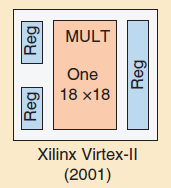 Reg
Reg
MULT
One
18 ×18
Reg
Xilinx Virtex-II
(2001)